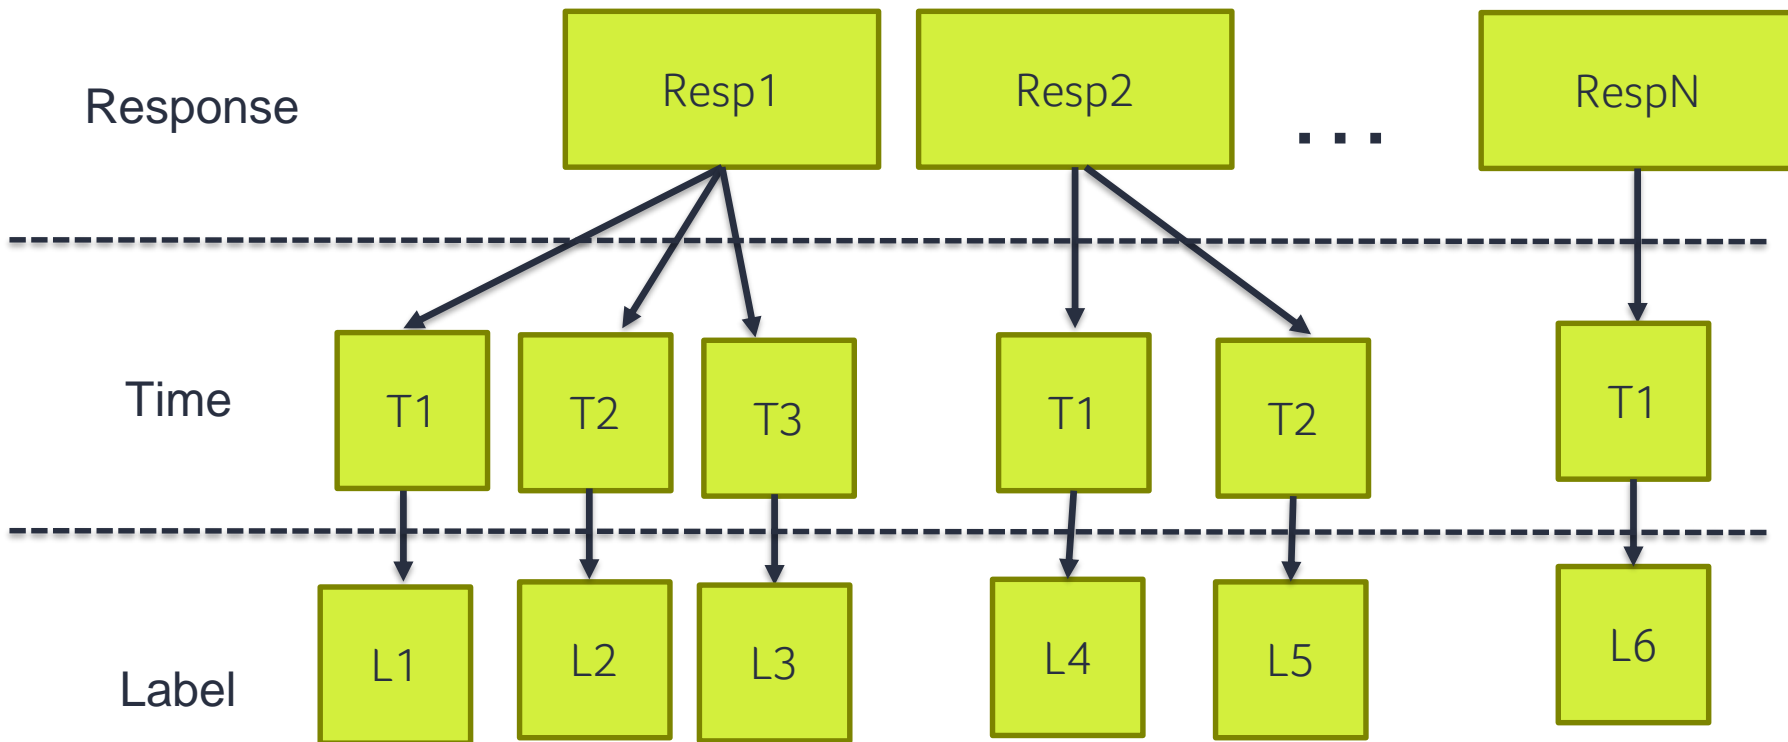 Response Resp1 Resp2 ... RespN
Time T1 T2 T3 T1 T2 T1
Label L1 L2 L3 L4 L5 L6